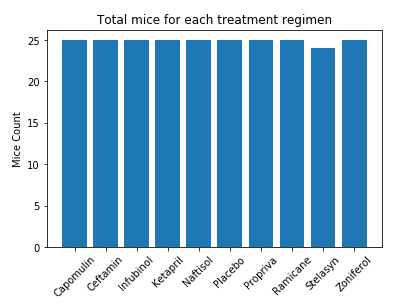 Total mice for each treatment regimen
25
20
15
10
5
0
Mice Count
Capomulin
Ceftamin
Infubinol
Ketapril
Naftisol
Placebo
Propriva
Ramicane
Stelasyn
Zoniferol